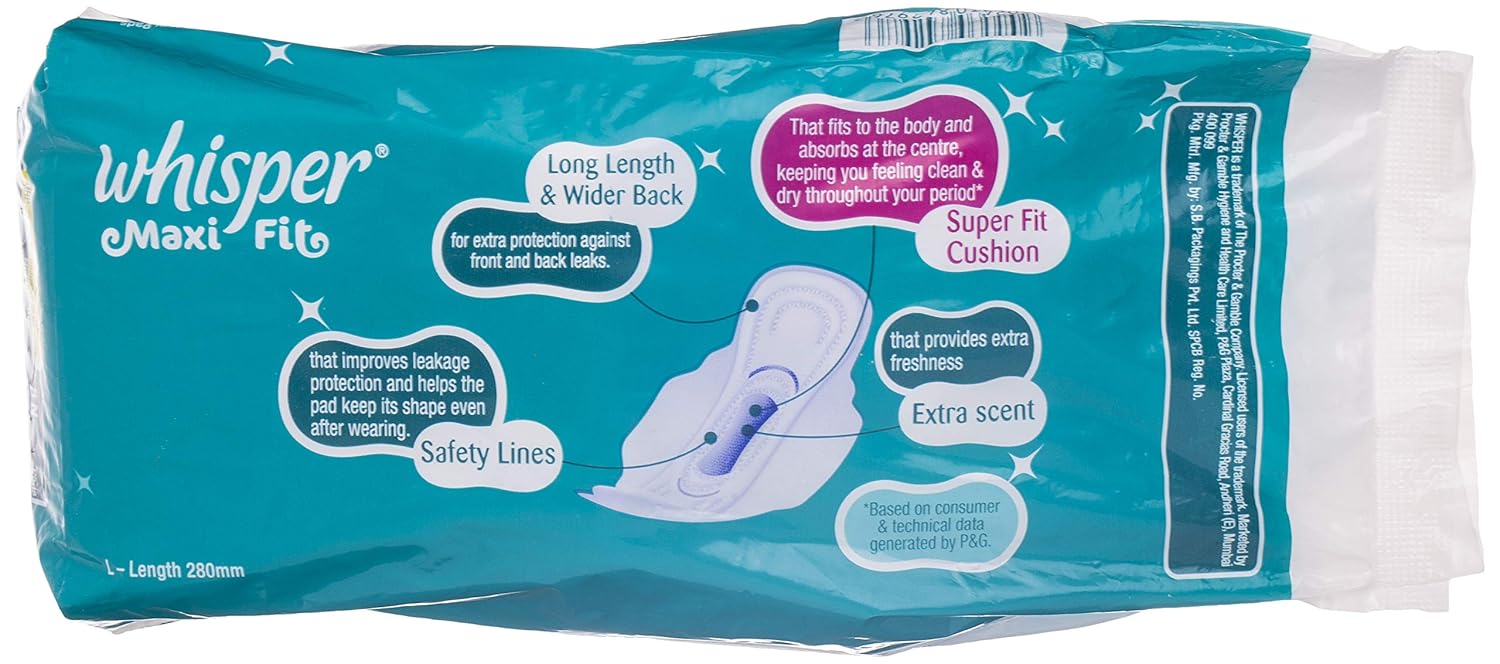 whisper®
Maxi Fit
Long Length
& Wider Back
for extra protection against
front and back leaks.
That fits to the body and
absorbs at the centre,
keeping you feeling clean &
dry throughout your period*
Super Fit
Cushion
that improves leakage
protection and helps the
pad keep its shape even
after wearing.
Safety Lines
that provides extra
freshness
Extra scent
*Based on consumer
& technical data
generated by P&G.
L – Length 280mm
WHISPER is a trademark of The Procter & Gamble Company. Licensed users of the trademark. Marketed by
Procter & Gamble Hygiene and Health Care Limited, P&G Plaza, Cardinal Gracias Road, Andheri (E), Mumbai
400 099
Pkg. Mtrl. Mfg. by: S.B. Packagings Pvt. Ltd. SPCB Reg. No.